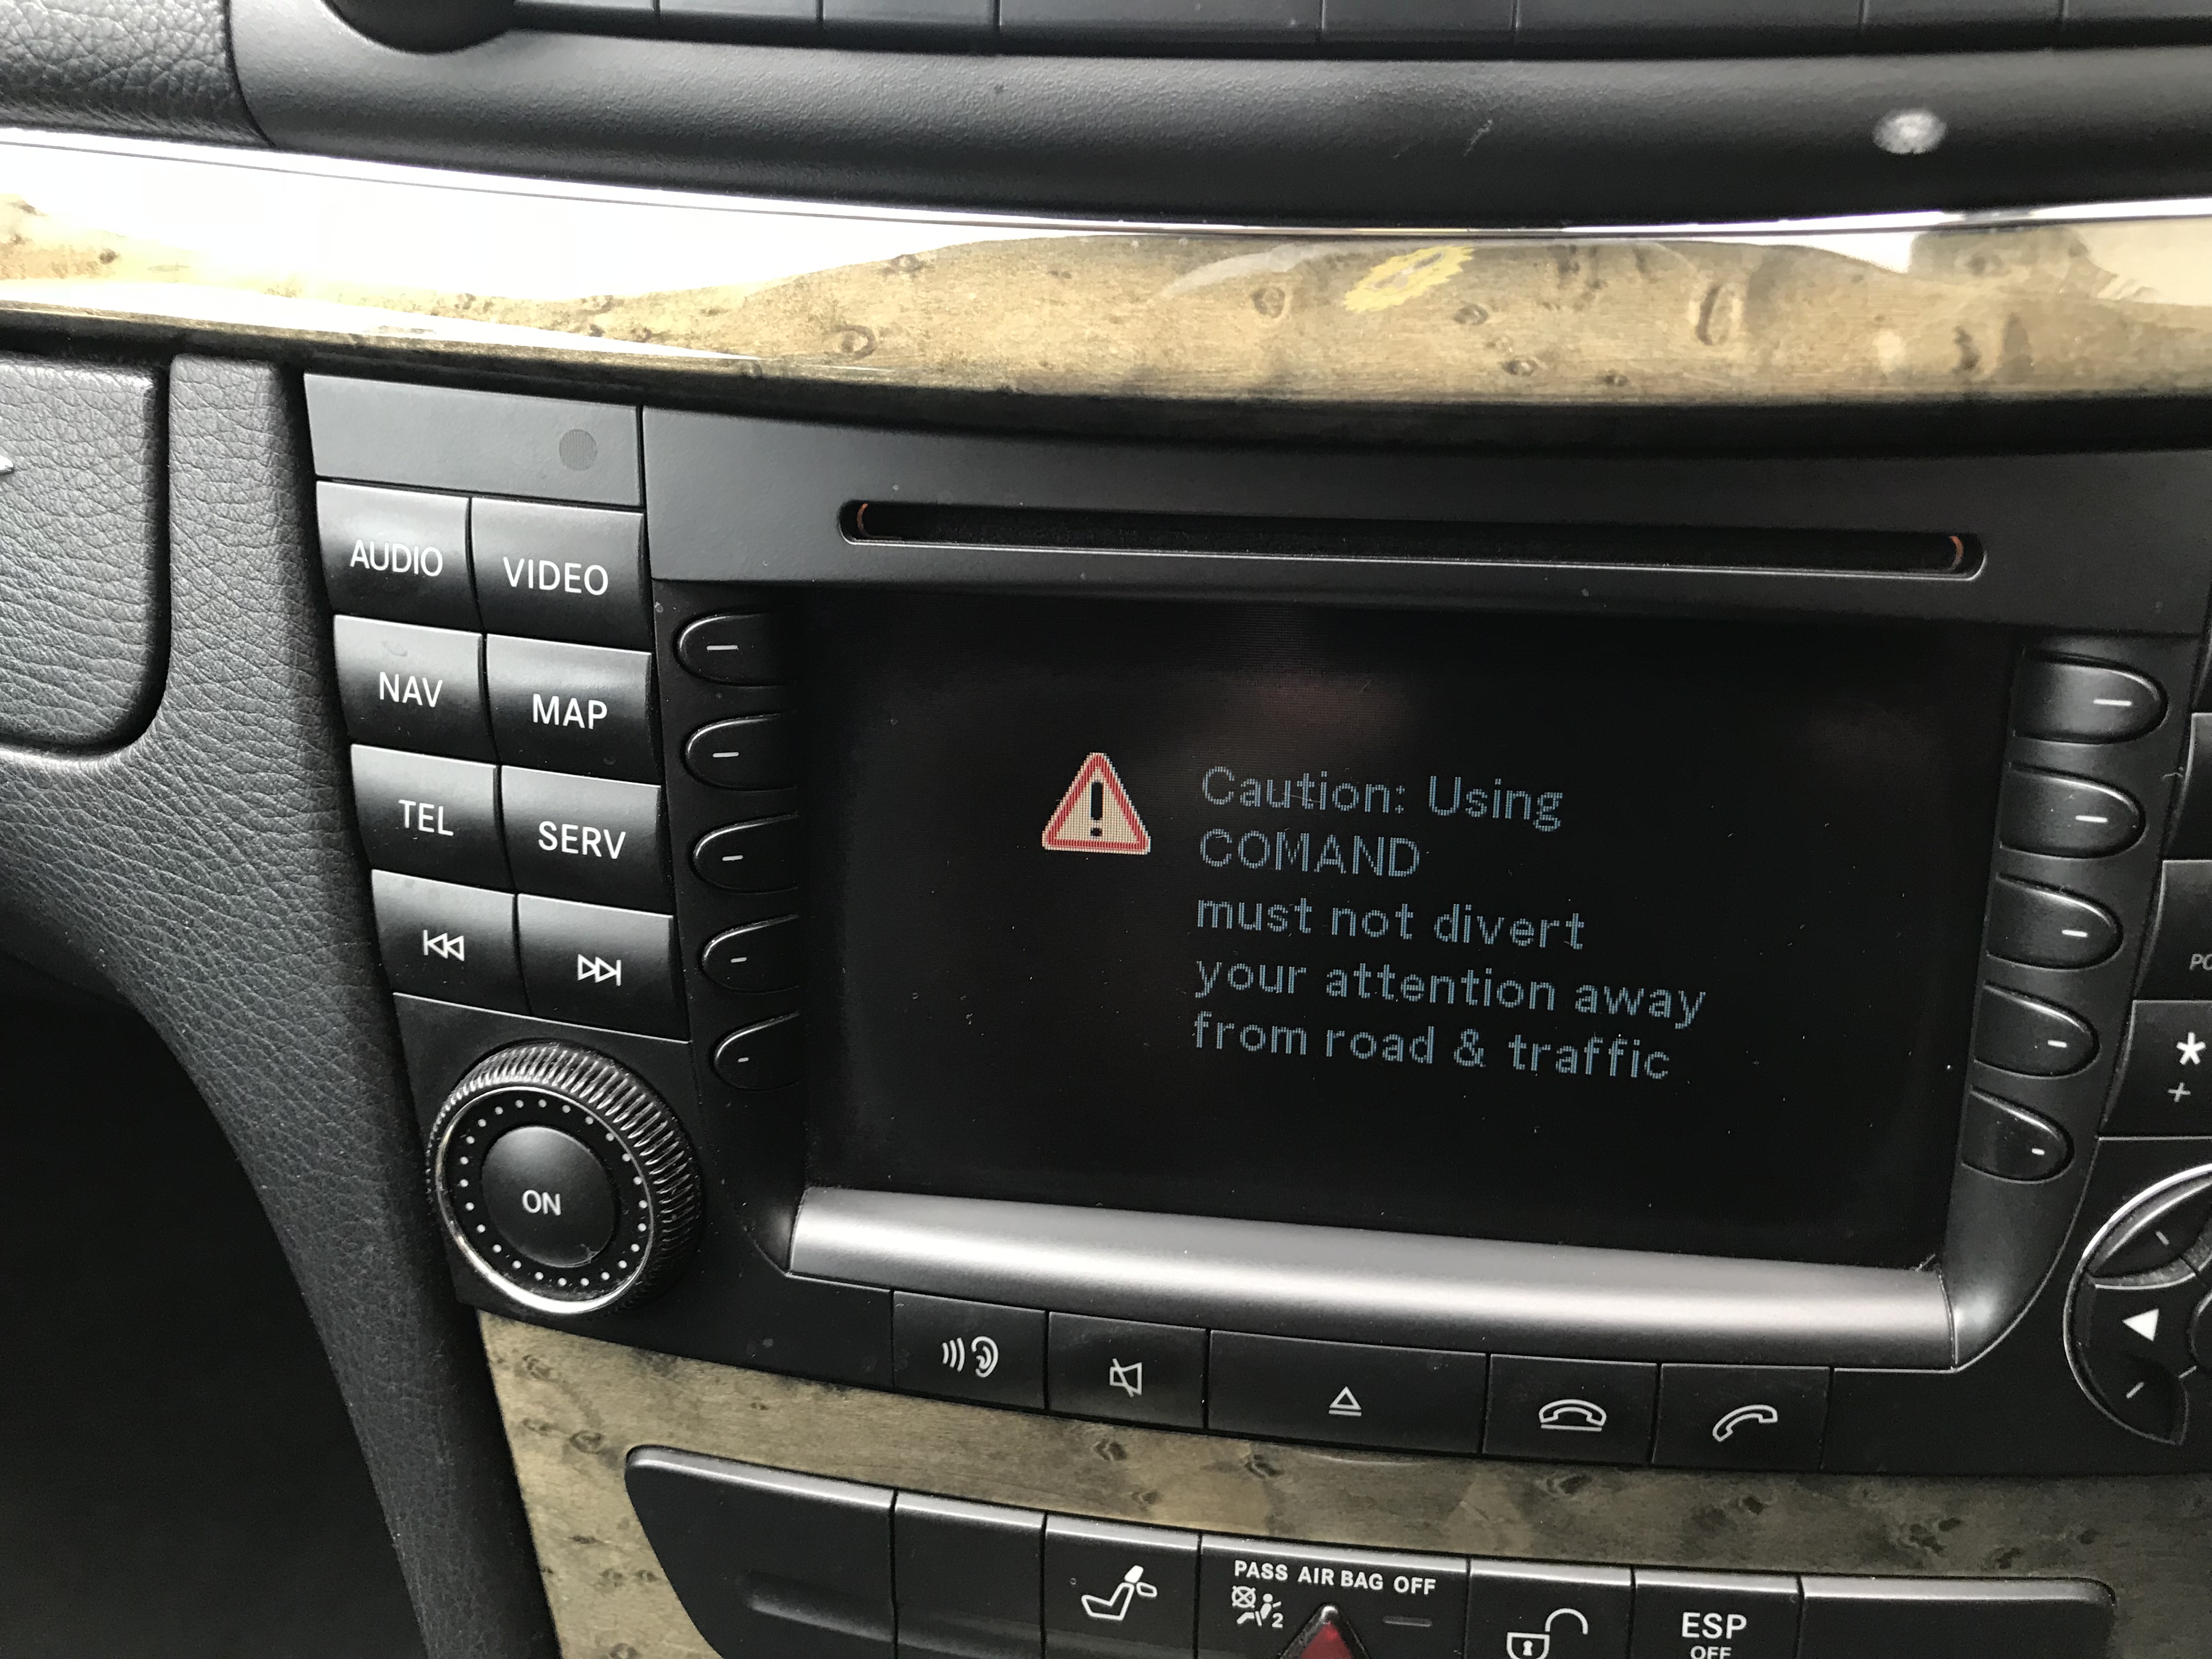 AUDIO
VIDEO
NAV
MAP
TEL
SERV
ON
Caution: Using
COMAND
must not divert
your attention away
from road & traffic
*
+
PASS AIR BAG OFF
2
ESP
OFF